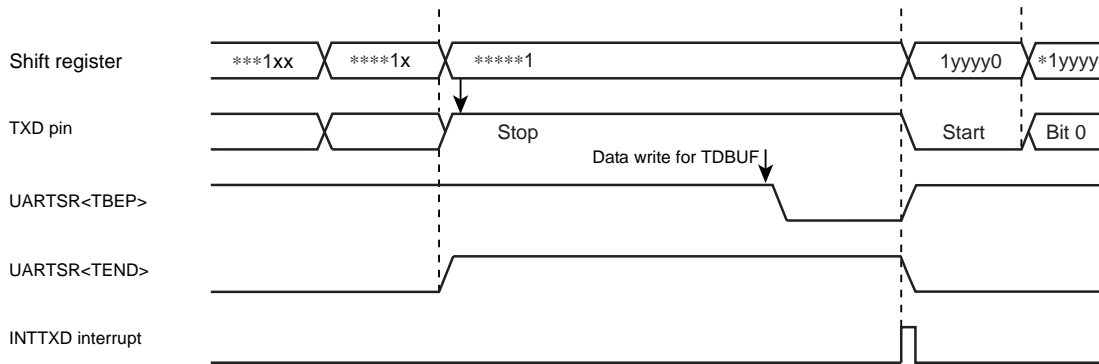 Shift register ***1xx ****1x *****1 1yyyy0 *1yyyy
TXD pin Stop Start Bit 0
Data write for TDBUF
UARTSR<TBEP>
UARTSR<TEND>
INTTXD interrupt